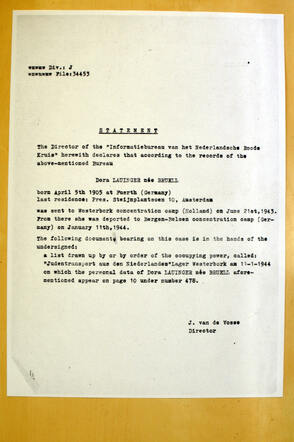 Div.: J
File:34453
STATEMENT
The Director of the "Informatiebureau van het Nederlandsche Roode
Kruis" herewith declares that according to the records of the
above-mentioned Bureau
Dora LAUINGER née BRUELL
born April 5th 1905 at Fuerth (Germany)
last residence: Pres. Steijnplantsoen 10, Amsterdam
was sent to Westerbork concentration camp (Holland) on June 21st,1943.
From there she was deported to Bergen-Belsen concentration camp (Ger-
many) on January 11th,1944.
The following documents bearing on this case is in the hands of the
undersigned:
a list drawn up by or by order of the occupying power, called:
"Judentransport aus den Niederlanden"Lager Westerbork am 11-1-1944
on which the personal data of Dora LAUINGER née BRUELL afore-
mentioned appear on page 10 under number 478.
J. van de Vosse
Director